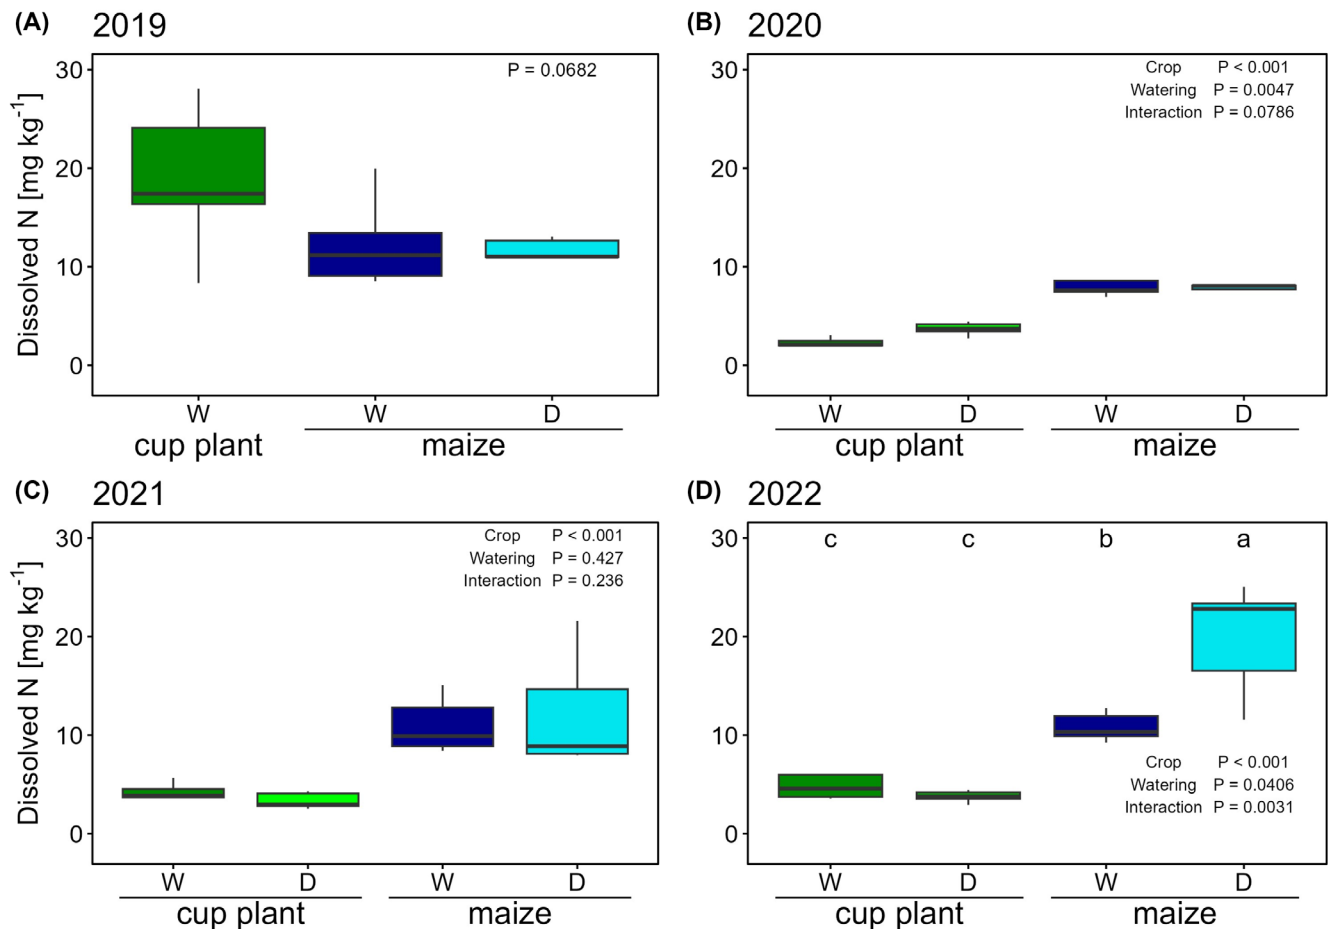 (A) 2019
Dissolved N [mg kg⁻¹]
30
20
10
0
P = 0.0682
W W D
cup plant maize
(B) 2020
30
20
10
0
Crop P < 0.001
Watering P = 0.0047
Interaction P = 0.0786
W D W D
cup plant maize
(C) 2021
Dissolved N [mg kg⁻¹]
30
20
10
0
Crop P < 0.001
Watering P = 0.427
Interaction P = 0.236
W D W D
cup plant maize
(D) 2022
30
20
10
0
c c b a
Crop P < 0.001
Watering P = 0.0406
Interaction P = 0.0031
W D W D
cup plant maize